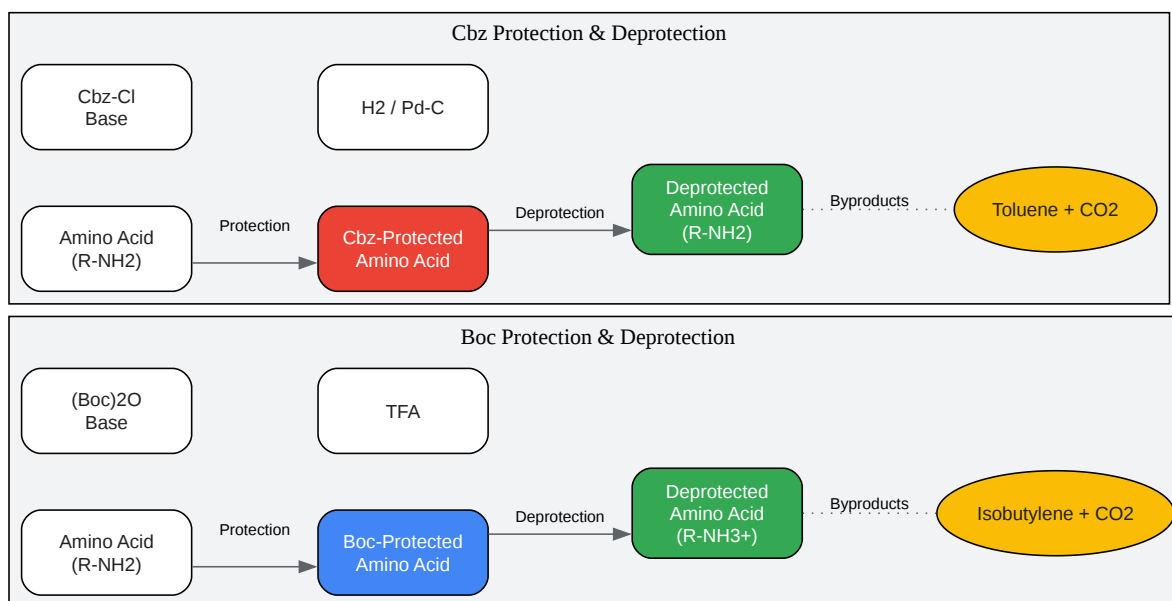 Cbz Protection & Deprotection
Cbz-Cl
Base
H2 / Pd-C
Amino Acid
(R-NH2)
Protection
Cbz-Protected
Amino Acid
Deprotection
Deprotected
Amino Acid
(R-NH2)
Byproducts
Toluene + CO2
Boc Protection & Deprotection
(Boc)2O
Base
TFA
Amino Acid
(R-NH2)
Protection
Boc-Protected
Amino Acid
Deprotection
Deprotected
Amino Acid
(R-NH3+)
Byproducts
Isobutylene + CO2